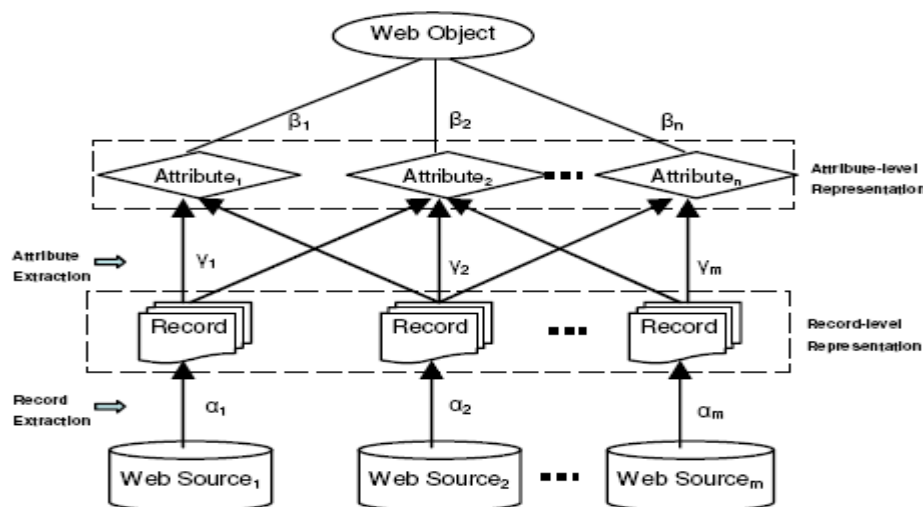 Web Object
β₁ β₂ βₙ
Attribute₁ Attribute₂ Attributeₙ
Attribute-level
Representation
Attribute
Extraction
γ₁ γ₂ γₘ
Record Record Record
Record-level
Representation
Record
Extraction
α₁ α₂ αₘ
Web Source₁ Web Source₂ Web Sourceₘ